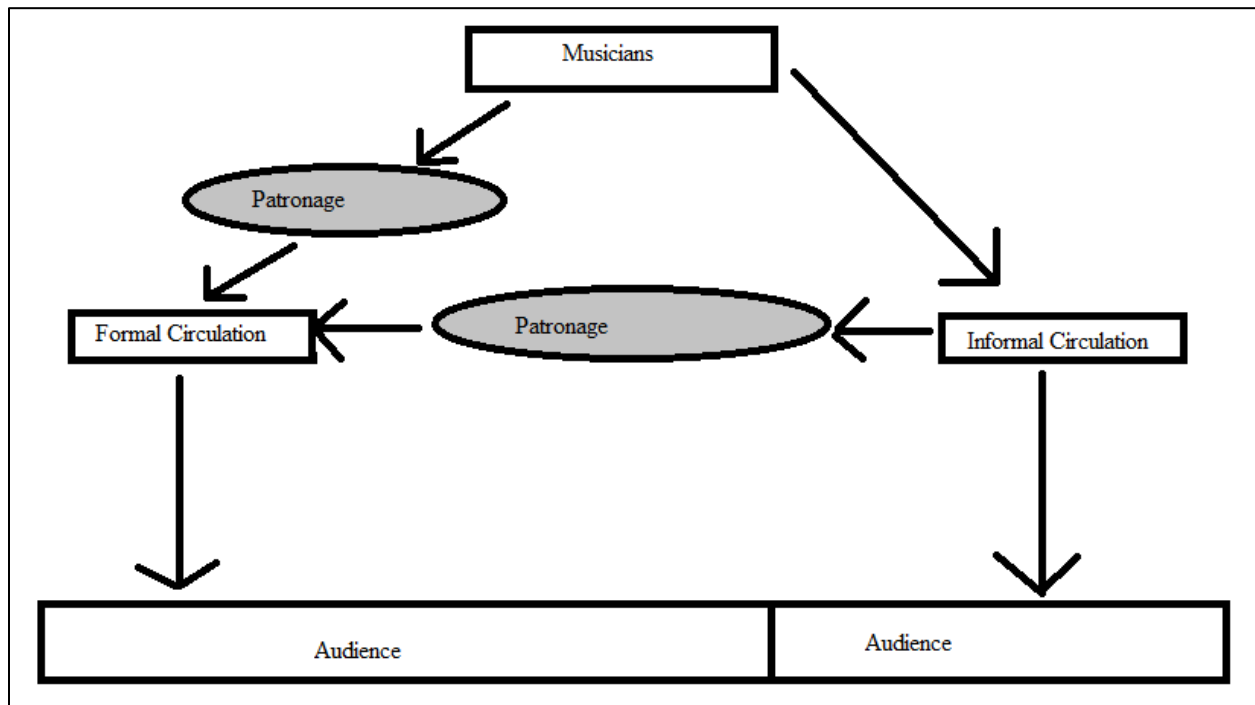 Musicians
Patronage
Patronage
Formal Circulation
Informal Circulation
Audience
Audience